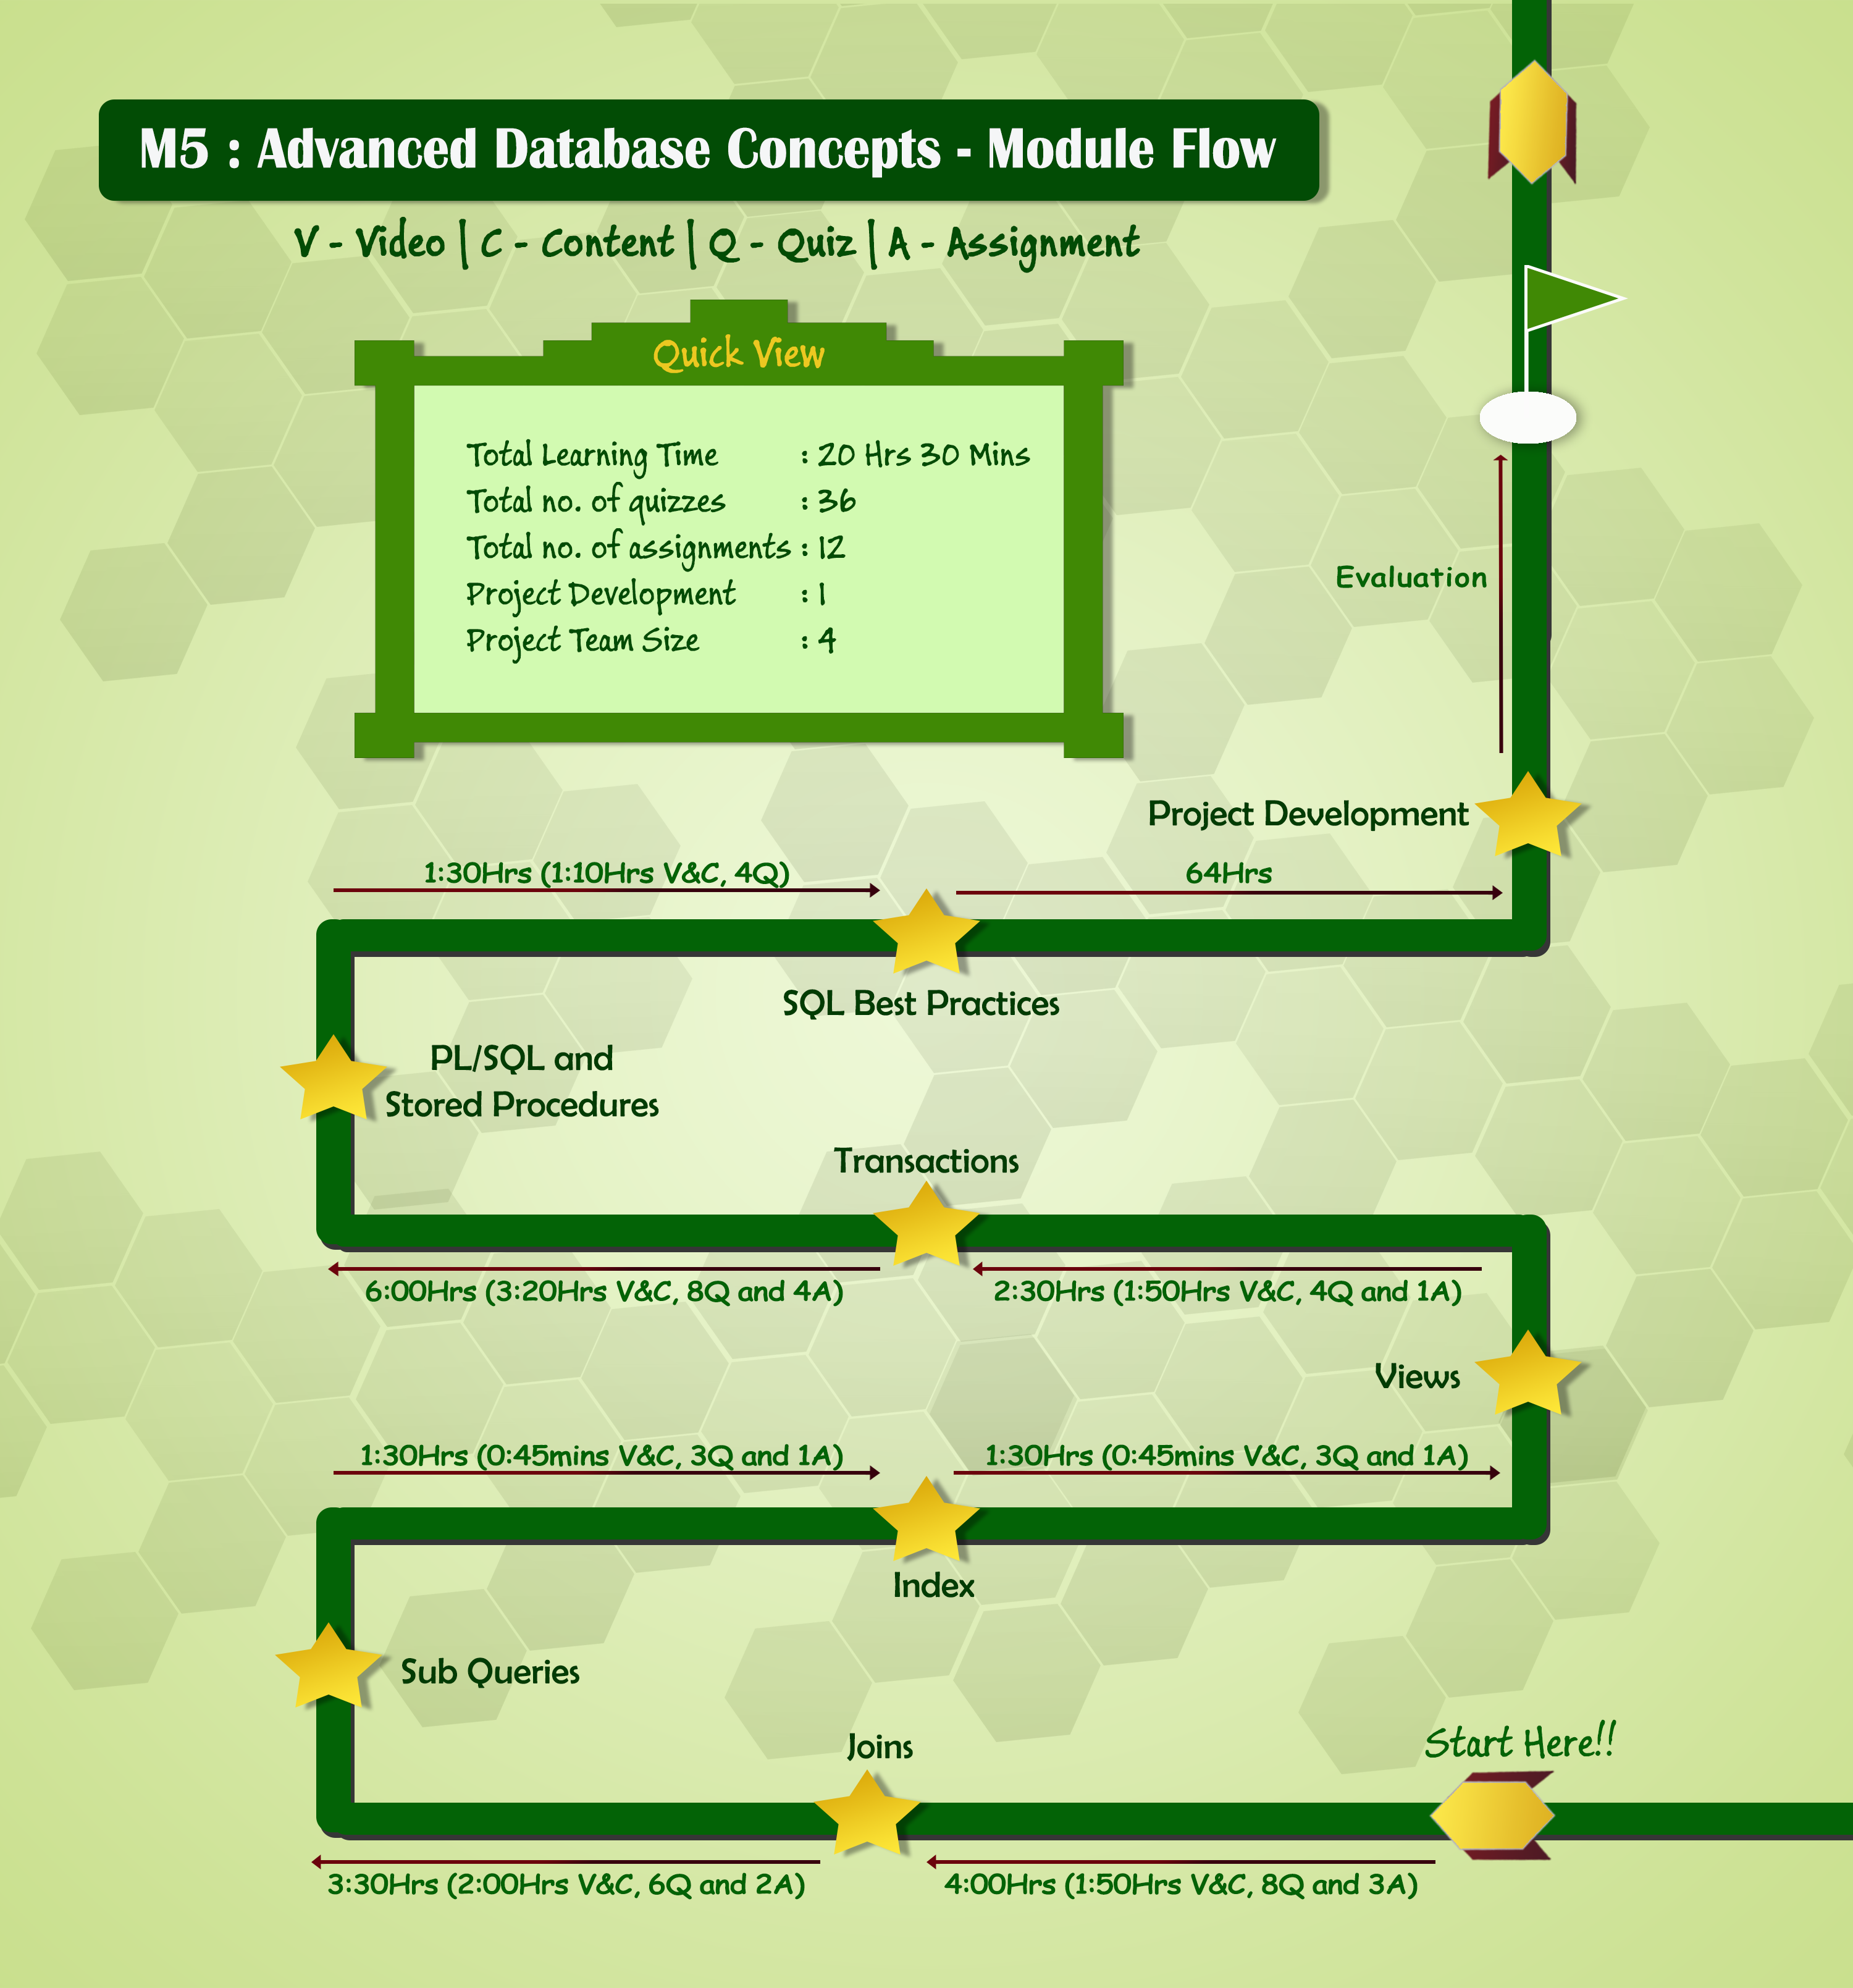 M5 : Advanced Database Concepts - Module Flow
V - Video | C - Content | Q - Quiz | A - Assignment
Quick View
Total Learning Time : 20 Hrs 30 Mins
Total no. of quizzes : 36
Total no. of assignments : 12
Project Development : 1
Project Team Size : 4
Evaluation
Project Development
1:30Hrs (1:10Hrs V&C, 4Q)
64Hrs
SQL Best Practices
PL/SQL and
Stored Procedures
Transactions
6:00Hrs (3:20Hrs V&C, 8Q and 4A)
2:30Hrs (1:50Hrs V&C, 4Q and 1A)
Views
1:30Hrs (0:45mins V&C, 3Q and 1A)
1:30Hrs (0:45mins V&C, 3Q and 1A)
Index
Sub Queries
Joins
Start Here!!
3:30Hrs (2:00Hrs V&C, 6Q and 2A)
4:00Hrs (1:50Hrs V&C, 8Q and 3A)